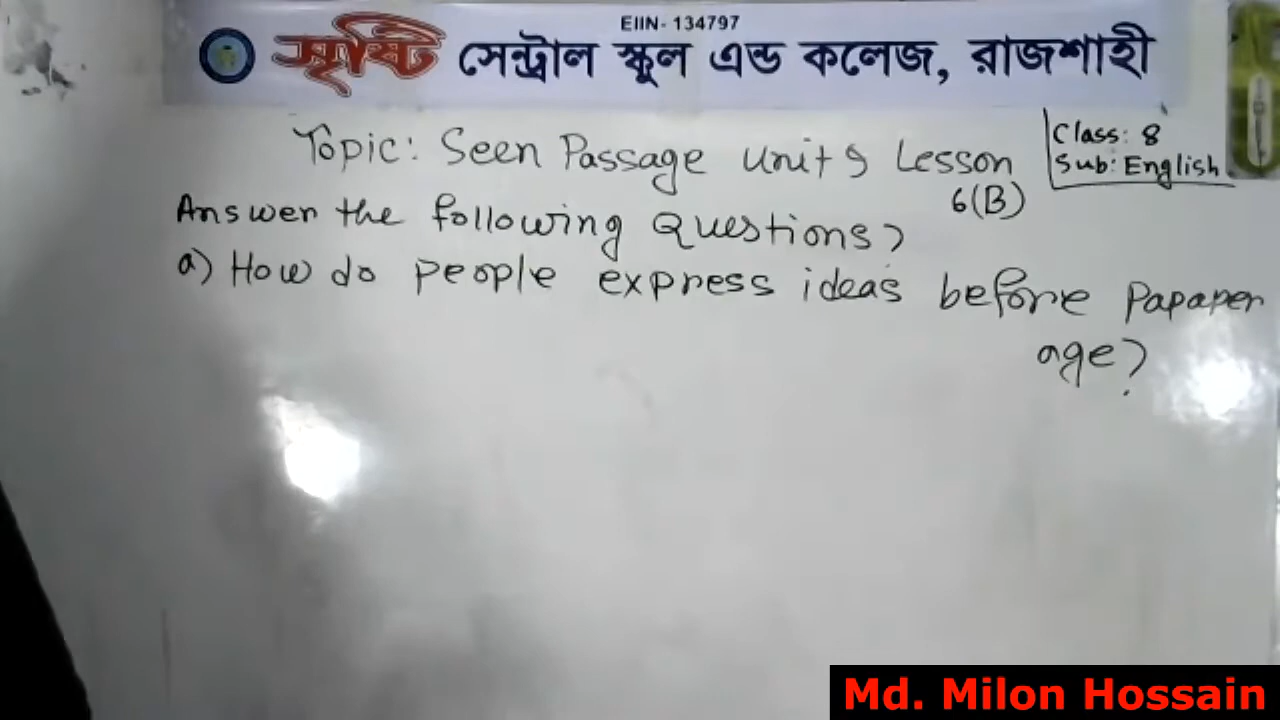 EIIN- 134797
সৃষ্টি সেন্ট্রাল স্কুল এন্ড কলেজ, রাজশাহী
Class: 8
Sub: English
Topic: Seen Passage Unit 9 Lesson
6(B)
Answer the following Questions?
a) How do people express ideas before Papaper
age?
Md. Milon Hossain